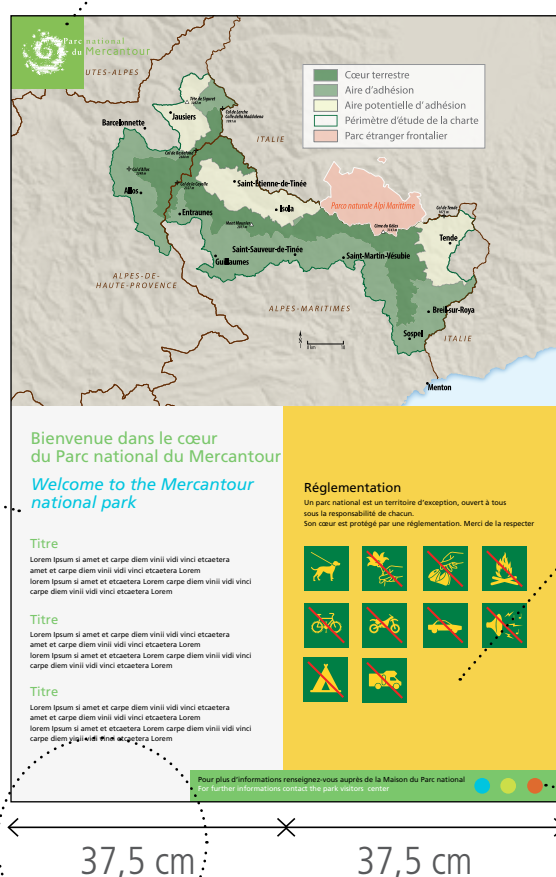 Parc national
du Mercantour
UTES-ALPES
Cœur terrestre
Aire d'adhésion
Aire potentielle d'adhésion
Périmètre d'étude de la charte
Parc étranger frontalier
Jausiers
Barcelonnette
ITALIE
Allos
Saint-Étienne-de-Tinée
Isola
Parco naturale Alpi Marittime
Entraunes
Tende
Saint-Sauveur-de-Tinée
Guillaumes
Saint-Martin-Vésubie
ALPES-DE-
HAUTE-PROVENCE
ALPES-MARITIMES
Breil-sur-Roya
Sospel
ITALIE
Menton
Bienvenue dans le cœur
du Parc national du Mercantour
Welcome to the Mercantour
national park
Titre
Lorem Ipsum si amet et carpe diem vinii vidi vinci etcaetera
amet et carpe diem vinii vidi vinci etcaetera Lorem
lorem Ipsum si amet et etcaetera Lorem carpe diem vinii vidi vinci
carpe diem vinii vidi vinci etcaetera Lorem
Titre
Lorem Ipsum si amet et carpe diem vinii vidi vinci etcaetera
amet et carpe diem vinii vidi vinci etcaetera Lorem
lorem Ipsum si amet et etcaetera Lorem carpe diem vinii vidi vinci
carpe diem vinii vidi vinci etcaetera Lorem
Titre
Lorem Ipsum si amet et carpe diem vinii vidi vinci etcaetera
amet et carpe diem vinii vidi vinci etcaetera Lorem
lorem Ipsum si amet et etcaetera Lorem carpe diem vinii vidi vinci
carpe diem vinii vidi vinci etcaetera Lorem
Réglementation
Un parc national est un territoire d'exception, ouvert à tous
sous la responsabilité de chacun.
Son cœur est protégé par une réglementation. Merci de la respecter
Pour plus d'informations renseignez-vous auprès de la Maison du Parc national
For further informations contact the park visitors center
37,5 cm
37,5 cm